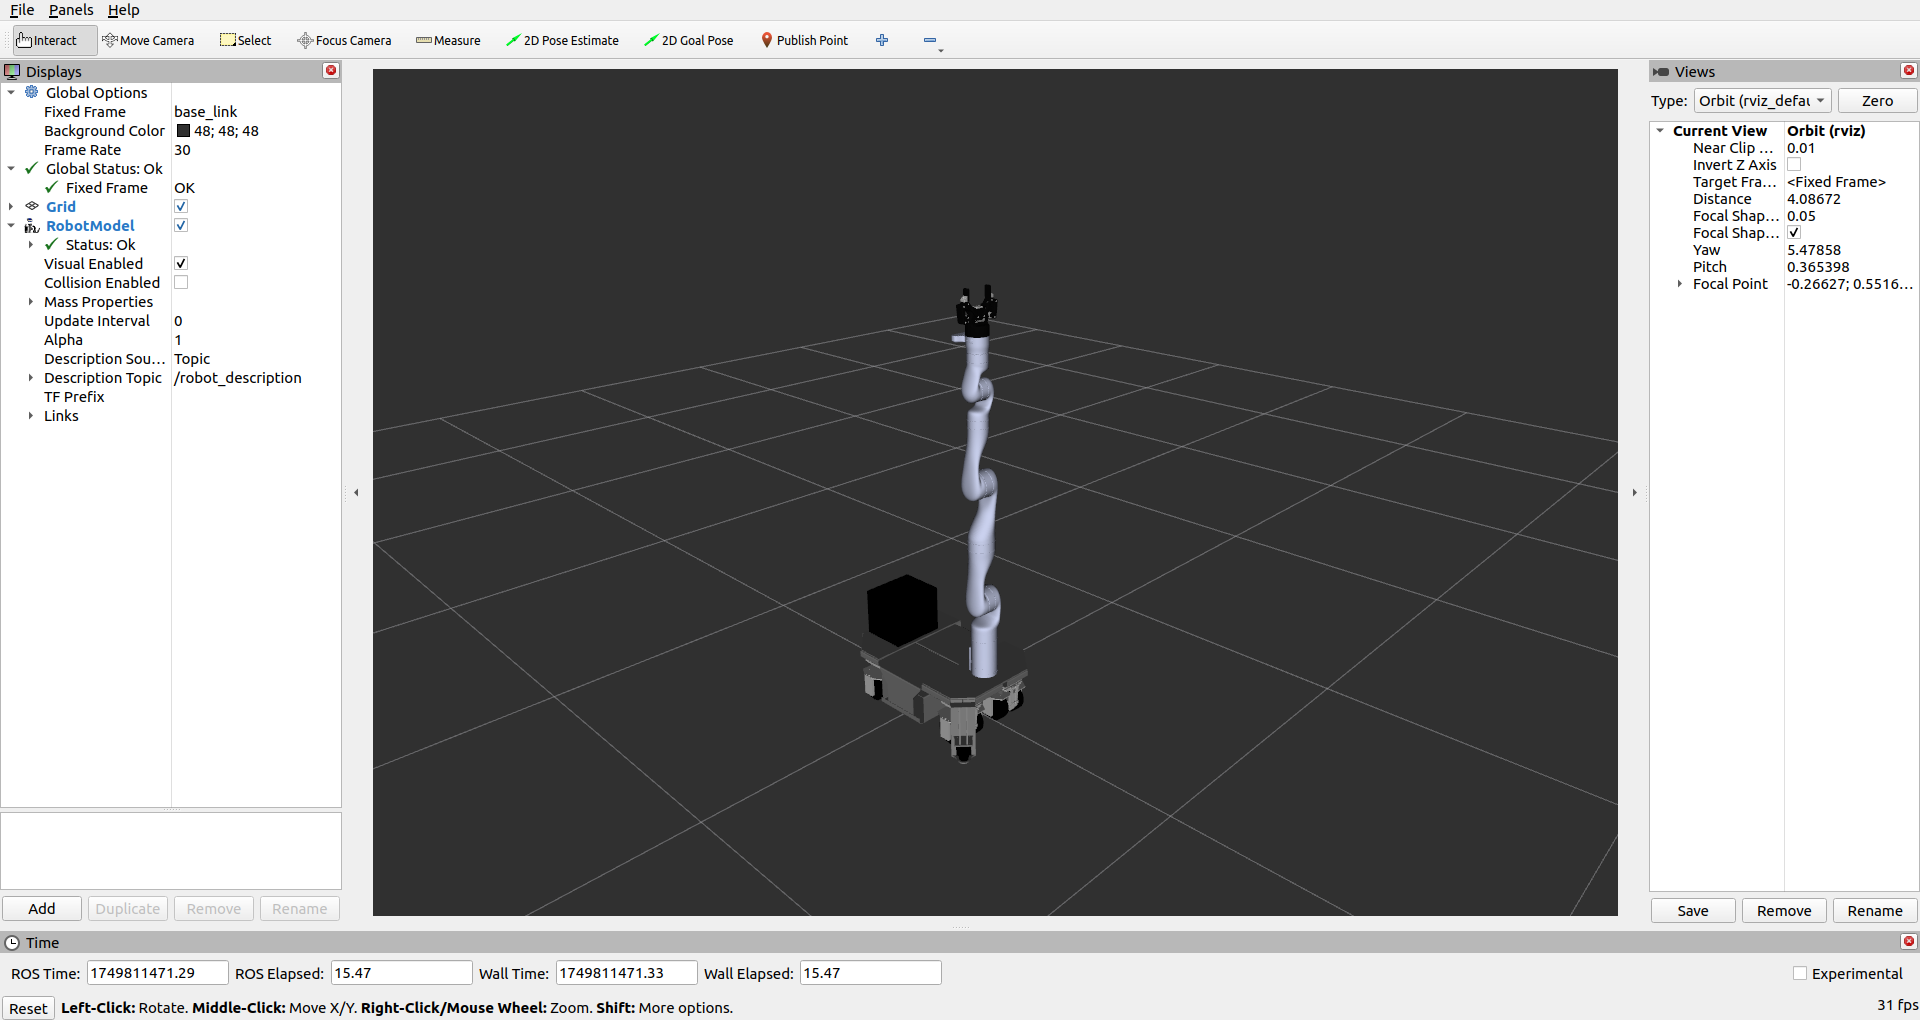 File Panels Help
Interact Move Camera Select Focus Camera Measure 2D Pose Estimate 2D Goal Pose Publish Point
Displays
Global Options
Fixed Frame base_link
Background Color 48; 48; 48
Frame Rate 30
Global Status: Ok
Fixed Frame OK
Grid
RobotModel
Status: Ok
Visual Enabled
Collision Enabled
Mass Properties
Update Interval 0
Alpha 1
Description Sou... Topic
Description Topic /robot_description
TF Prefix
Links
Add Duplicate Remove Rename
Views
Type: Orbit (rviz_defau Zero
Current View Orbit (rviz)
Near Clip ... 0.01
Invert Z Axis
Target Fra... <Fixed Frame>
Distance 4.08672
Focal Shap... 0.05
Focal Shap...
Yaw 5.47858
Pitch 0.365398
Focal Point -0.26627; 0.5516...
Save Remove Rename
Time
ROS Time: 1749811471.29 ROS Elapsed: 15.47 Wall Time: 1749811471.33 Wall Elapsed: 15.47 Experimental
Reset Left-Click: Rotate. Middle-Click: Move X/Y. Right-Click/Mouse Wheel: Zoom. Shift: More options. 31 fps